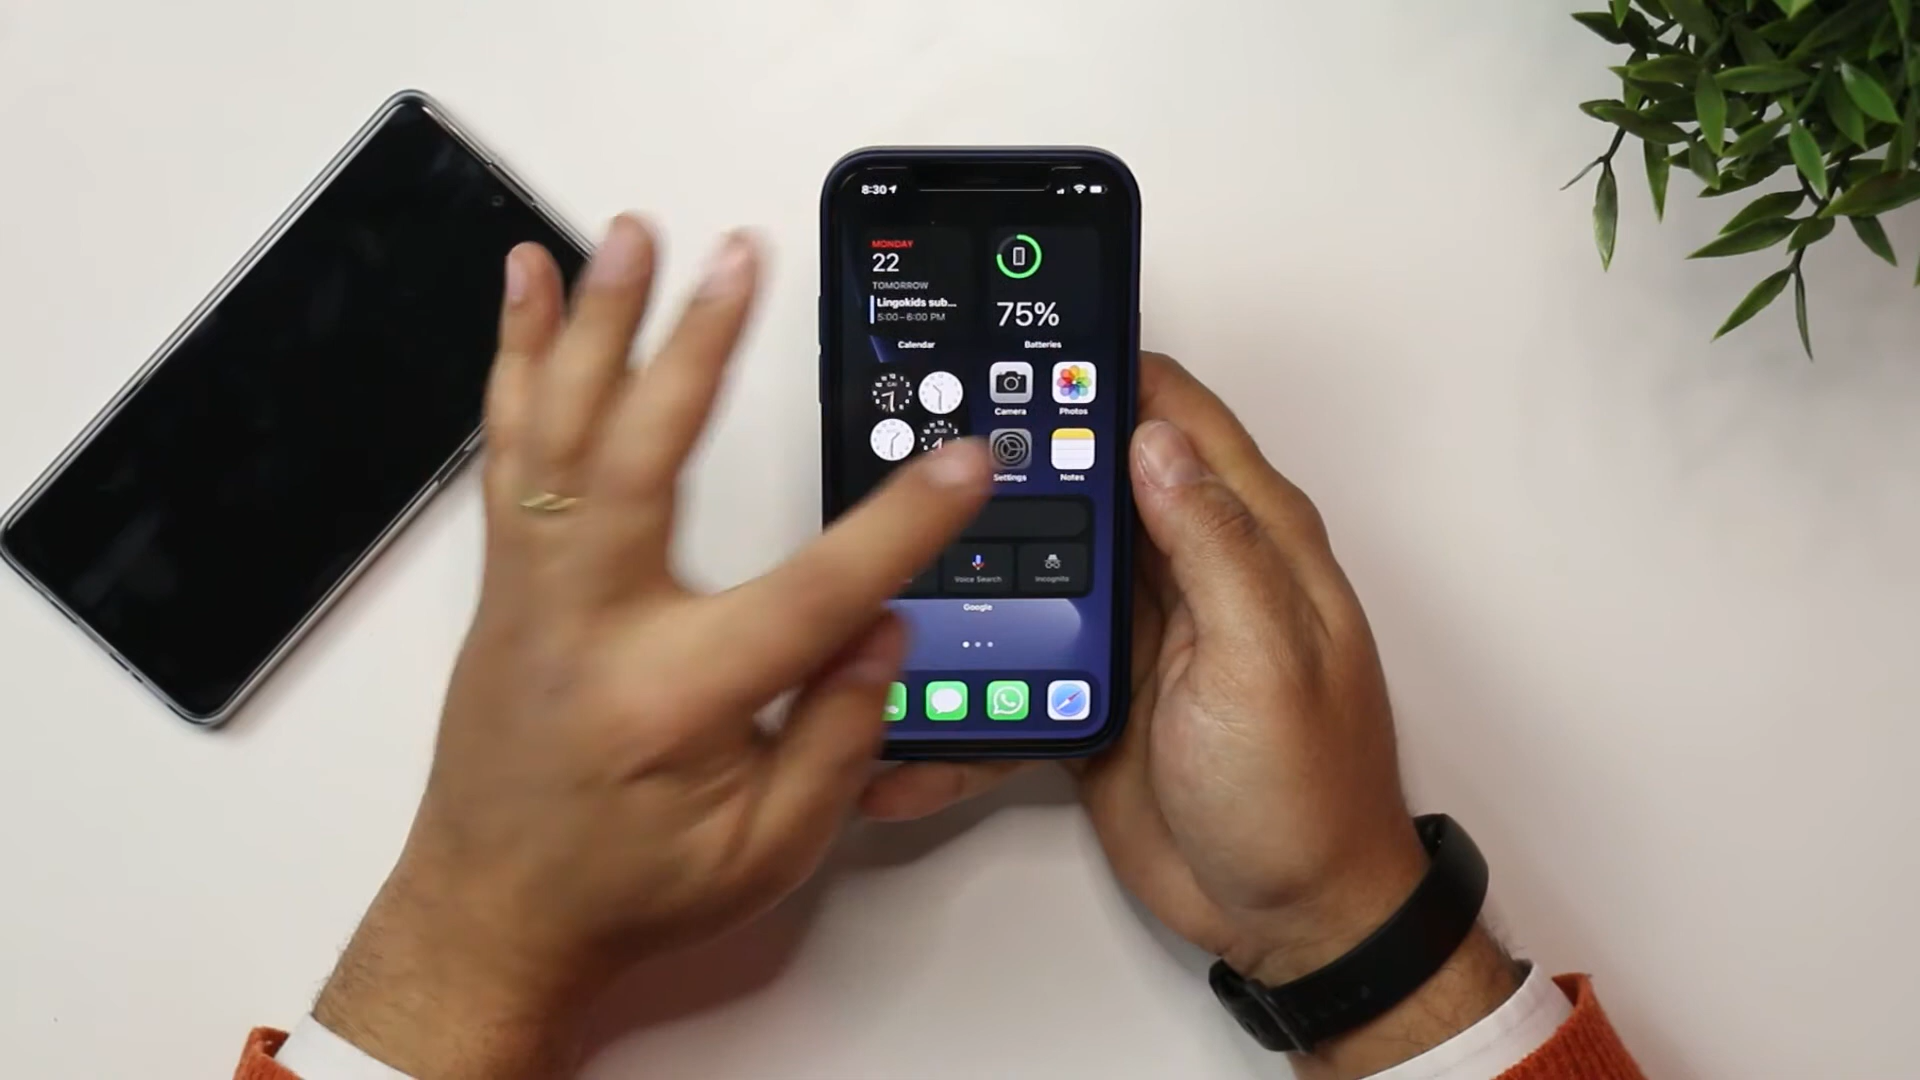 8:30
MONDAY
22
TOMORROW
Lingokids sub...
5:00–6:00 PM
75%
Calendar
Batteries
Camera
Photos
Settings
Notes
Voice Search
Incognito
Google